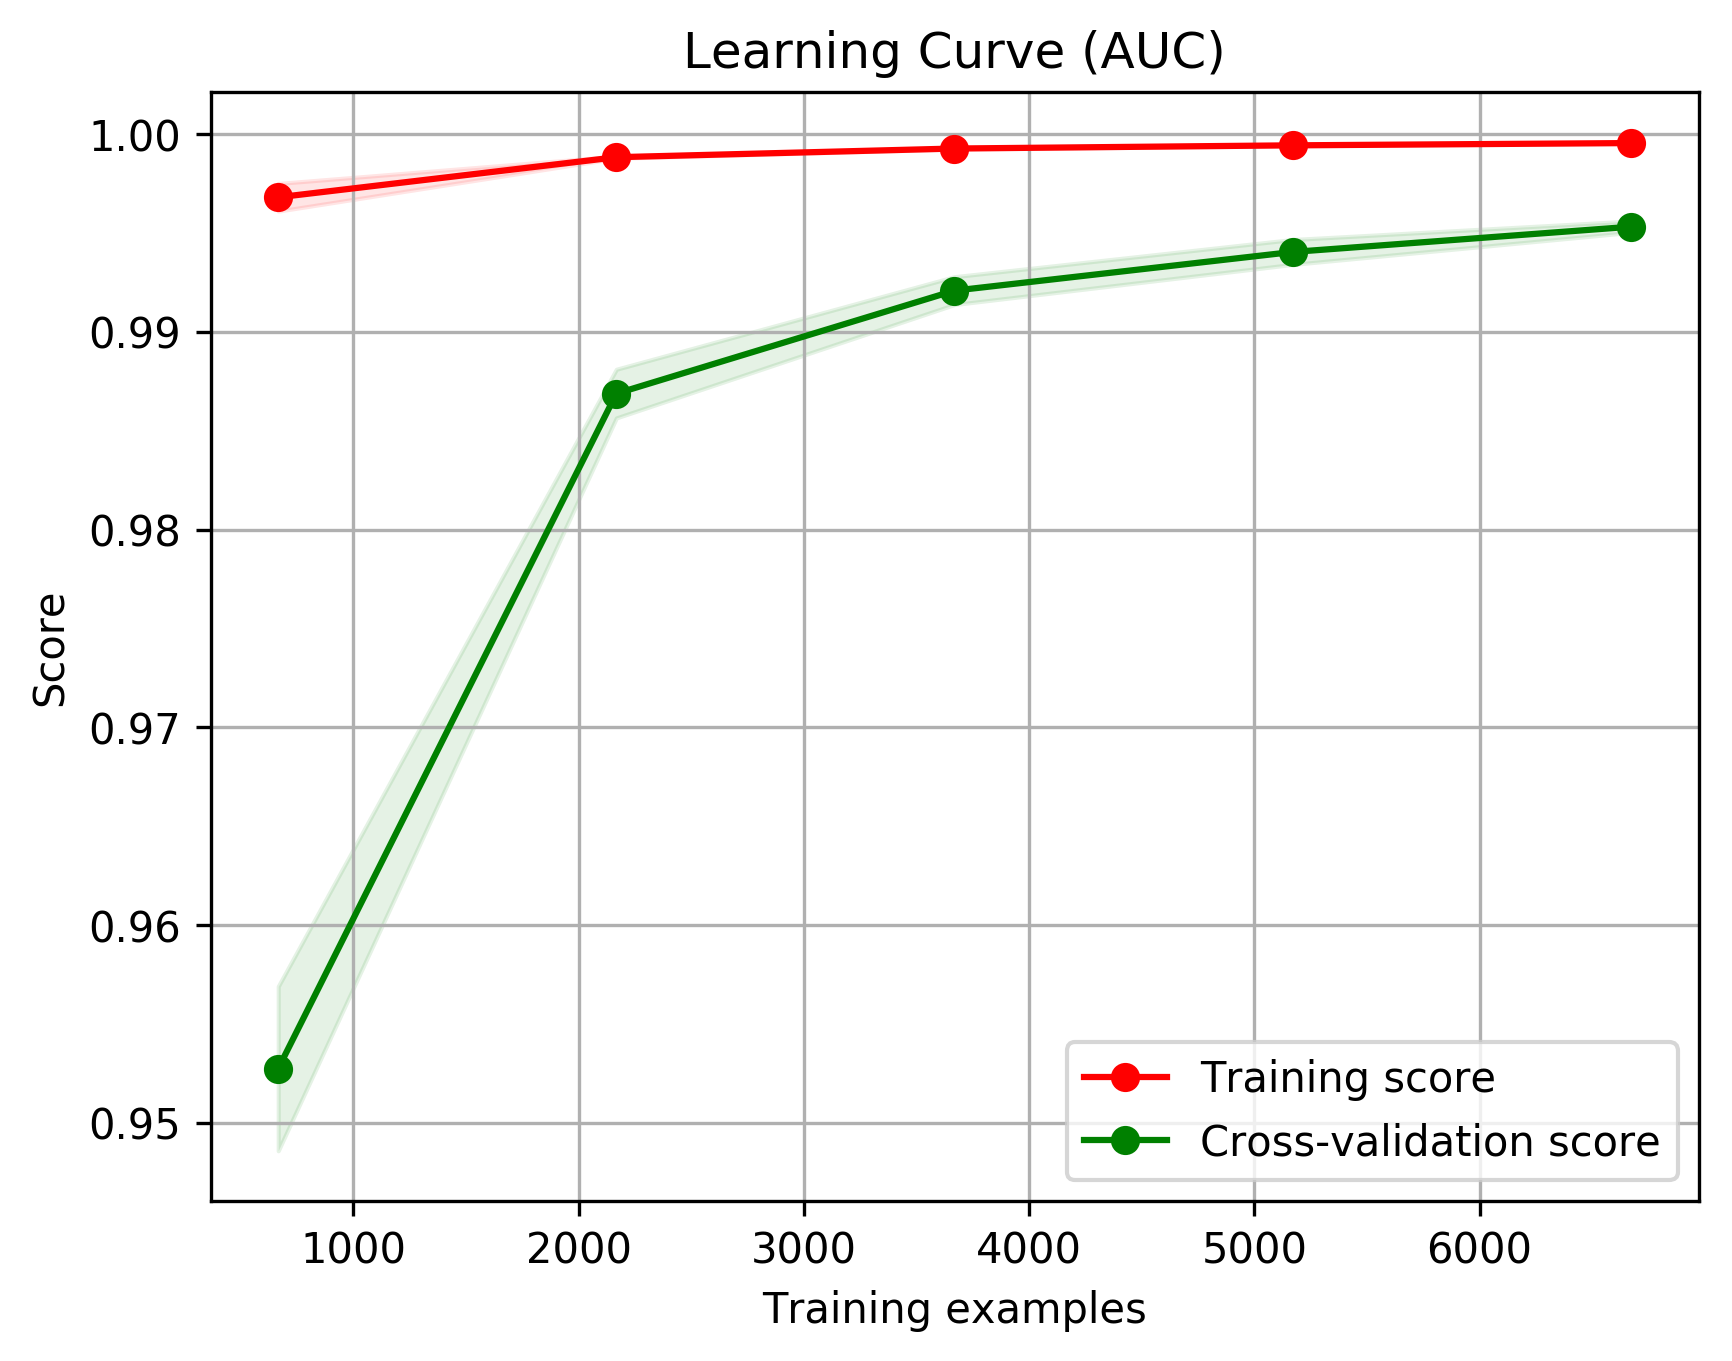 Learning Curve (AUC)
1.00
0.99
0.98
0.97
0.96
0.95
Score
1000 2000 3000 4000 5000 6000
Training examples
Training score
Cross-validation score